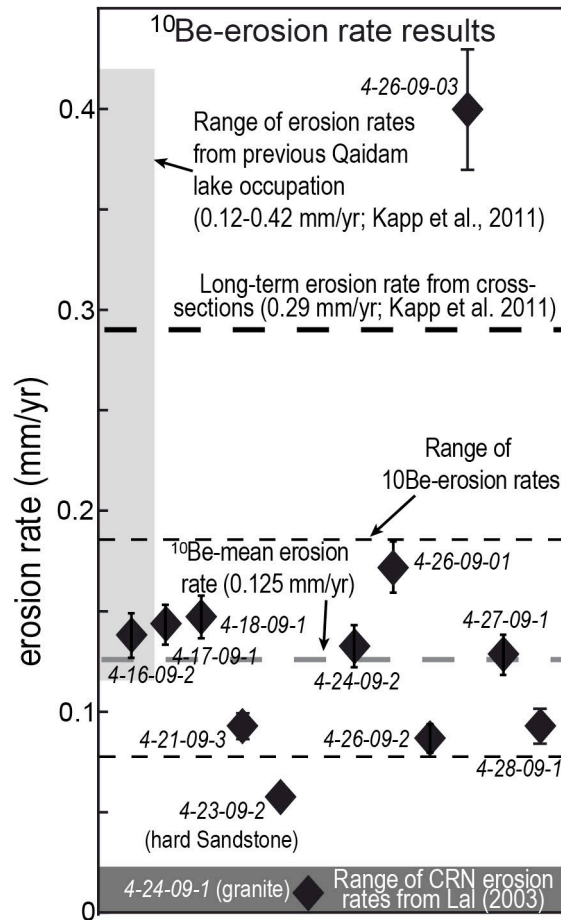 10Be-erosion rate results
4-26-09-03
0.4
Range of erosion rates
from previous Qaidam
lake occupation
(0.12-0.42 mm/yr; Kapp et al., 2011)
Long-term erosion rate from cross-
sections (0.29 mm/yr; Kapp et al. 2011)
0.3
erosion rate (mm/yr)
Range of
10Be-erosion rates
0.2
10Be-mean erosion
rate (0.125 mm/yr)
4-26-09-01
4-18-09-1
4-27-09-1
4-17-09-1
4-16-09-2
4-24-09-2
0.1
4-21-09-3
4-26-09-2
4-28-09-1
4-23-09-2
(hard Sandstone)
4-24-09-1 (granite)
Range of CRN erosion
rates from Lal (2003)
0